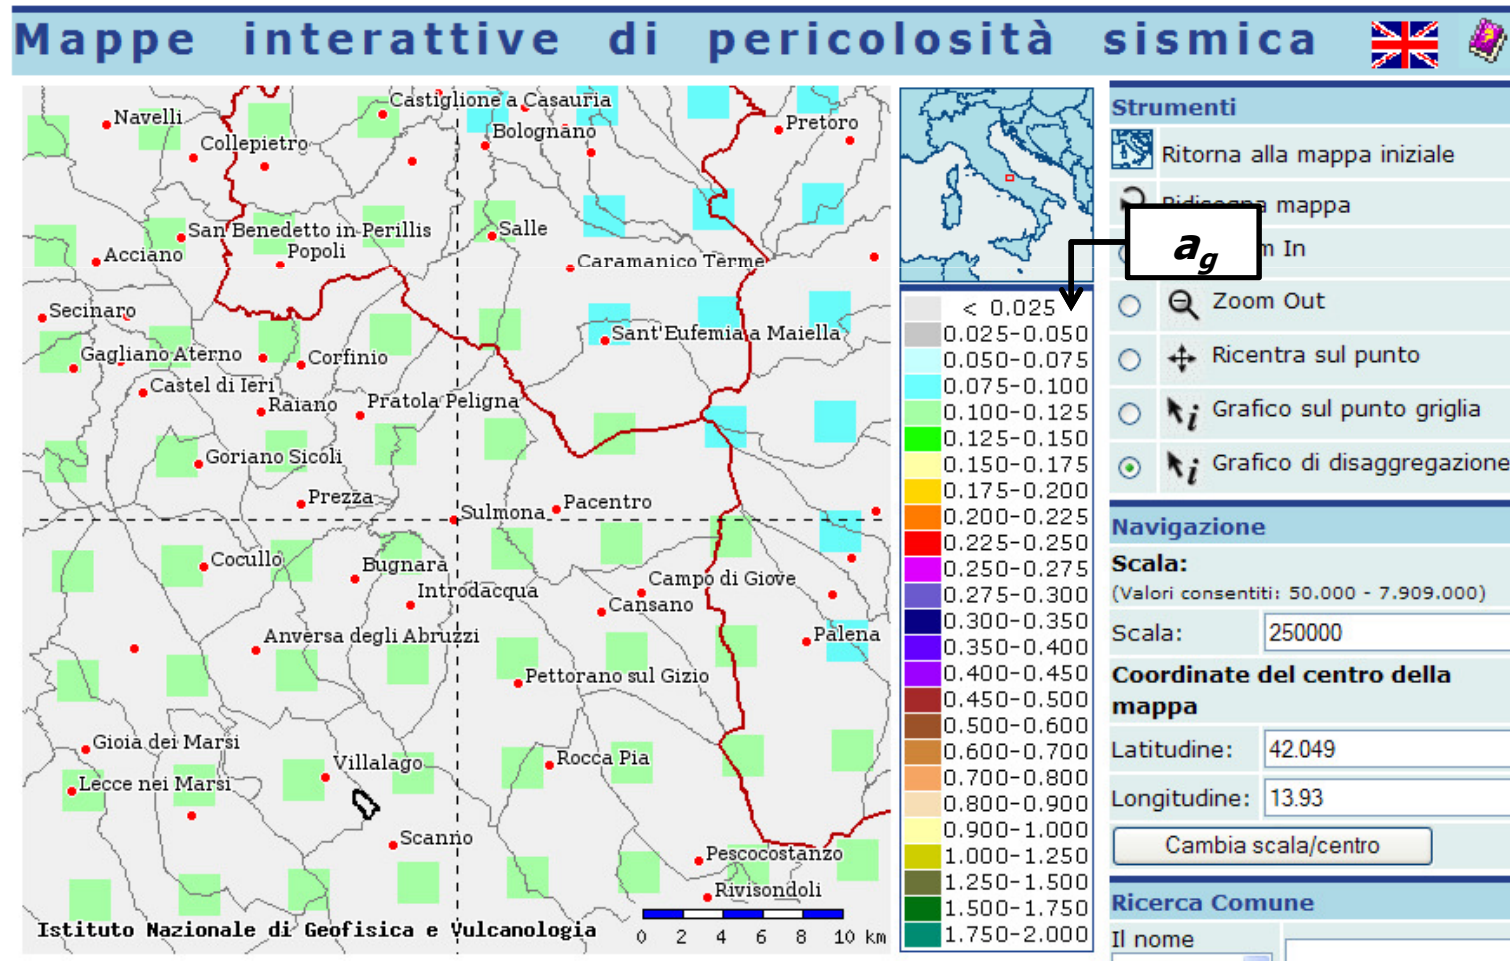 Mappe interattive di pericolosità sismica
Castiglione a Casauria
Navelli
Bolognano
Pretoro
Collepietro
San Benedetto in Perillis
Salle
Popoli
Acciano
Caramanico Terme
Secinaro
Sant'Eufemia a Maiella
Gagliano Aterno
Corfinio
Castel di Ieri
Raiano
Pratola Peligna
Goriano Sicoli
Prezza
Sulmona
Pacentro
Cocullo
Bugnara
Campo di Giove
Introdacqua
Cansano
Anversa degli Abruzzi
Palena
Pettorano sul Gizio
Gioia dei Marsi
Villalago
Rocca Pia
Lecce nei Marsi
Scanno
Pescocostanzo
Rivisondoli
Istituto Nazionale di Geofisica e Vulcanologia
0 2 4 6 8 10 km
ag
< 0.025
0.025-0.050
0.050-0.075
0.075-0.100
0.100-0.125
0.125-0.150
0.150-0.175
0.175-0.200
0.200-0.225
0.225-0.250
0.250-0.275
0.275-0.300
0.300-0.350
0.350-0.400
0.400-0.450
0.450-0.500
0.500-0.600
0.600-0.700
0.700-0.800
0.800-0.900
0.900-1.000
1.000-1.250
1.250-1.500
1.500-1.750
1.750-2.000
Strumenti
Ritorna alla mappa iniziale
mappa
In
Zoom Out
Ricentra sul punto
Grafico sul punto griglia
Grafico di disaggregazione
Navigazione
Scala:
(Valori consentiti: 50.000 - 7.909.000)
Scala: 250000
Coordinate del centro della
mappa
Latitudine: 42.049
Longitudine: 13.93
Cambia scala/centro
Ricerca Comune
Il nome